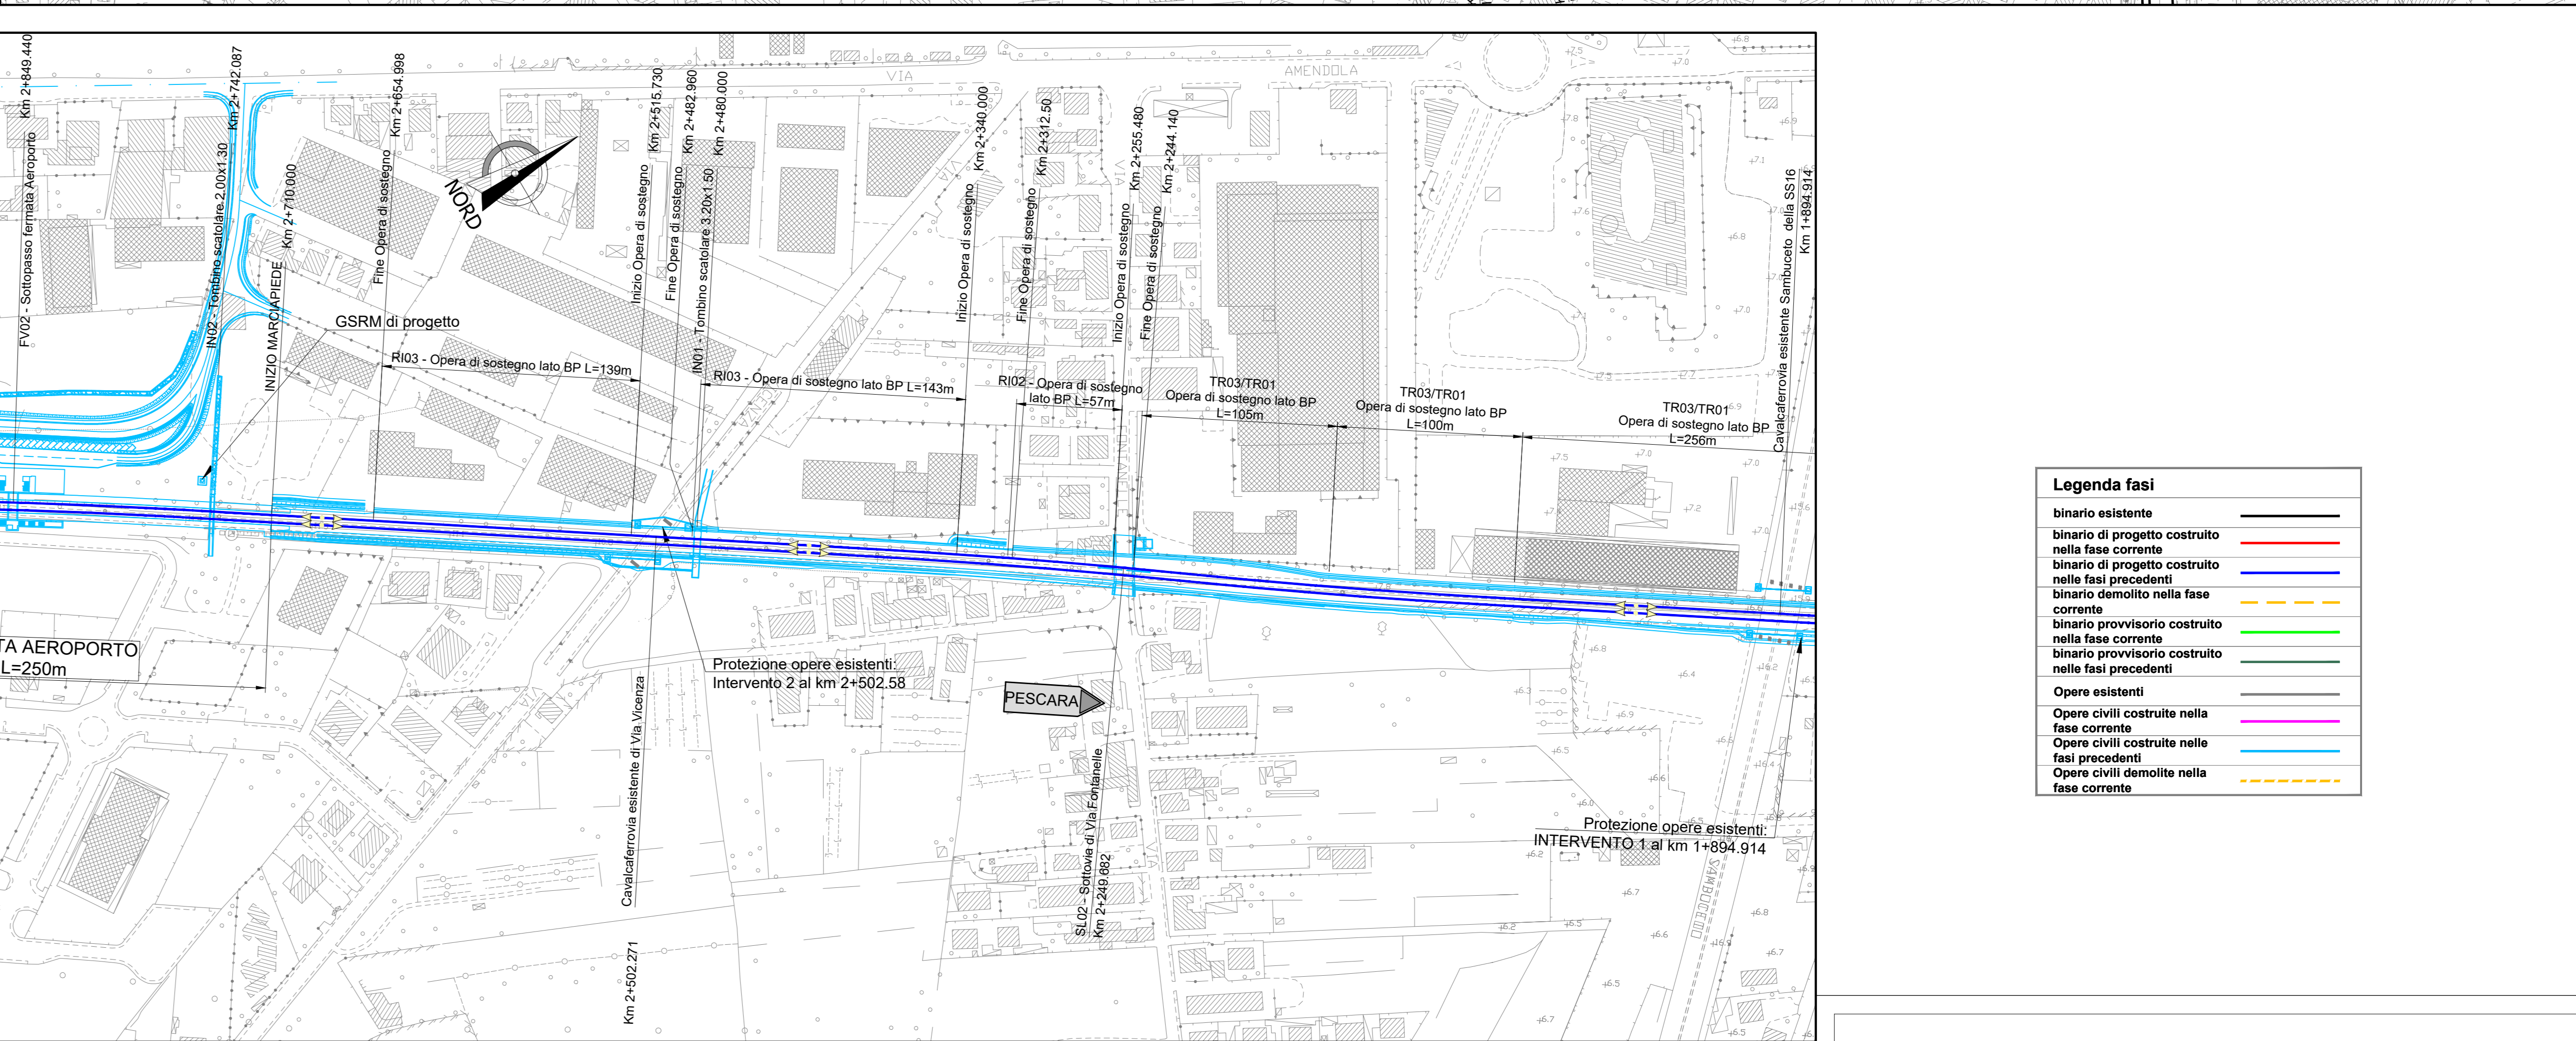 VIA
AMENDOLA
Km 2+849.440
FV02 - Sottopasso fermata Aeroporto
Km 2+742.087
IN02 - Tombino scatolare 2.00x1.30
Km 2+710.000
INIZIO MARCIAPIEDE
Km 2+654.998
Fine Opera di sostegno
NORD
GSRM di progetto
RI03 - Opera di sostegno lato BP L=139m
Km 2+515.730
Inizio Opera di sostegno
Km 2+482.960
Fine Opera di sostegno
Km 2+480.000
IN01 - Tombino scatolare 3.20x1.50
RI03 - Opera di sostegno lato BP L=143m
Km 2+340.000
Inizio Opera di sostegno
Km 2+312.50
Fine Opera di sostegno
RI02 - Opera di sostegno
lato BP L=57m
Km 2+255.480
Inizio Opera di sostegno
Km 2+244.140
Fine Opera di sostegno
TR03/TR01
Opera di sostegno lato BP
L=105m
TR03/TR01
Opera di sostegno lato BP
L=100m
TR03/TR01
Opera di sostegno lato BP
L=256m
Cavalcaferrovia esistente Sambuceto della SS16
Km 1+894.914
TA AEROPORTO
L=250m
Cavalcaferrovia esistente di Via Vicenza
Km 2+502.271
Protezione opere esistenti:
Intervento 2 al km 2+502.58
PESCARA
SL02 - Sottovia di Via Fontanelle
Km 2+249.682
Protezione opere esistenti:
INTERVENTO 1 al km 1+894.914
SAMBUCETO
Legenda fasi
binario esistente
binario di progetto costruito
nella fase corrente
binario di progetto costruito
nelle fasi precedenti
binario demolito nella fase
corrente
binario provvisorio costruito
nella fase corrente
binario provvisorio costruito
nelle fasi precedenti
Opere esistenti
Opere civili costruite nella
fase corrente
Opere civili costruite nelle
fasi precedenti
Opere civili demolite nella
fase corrente